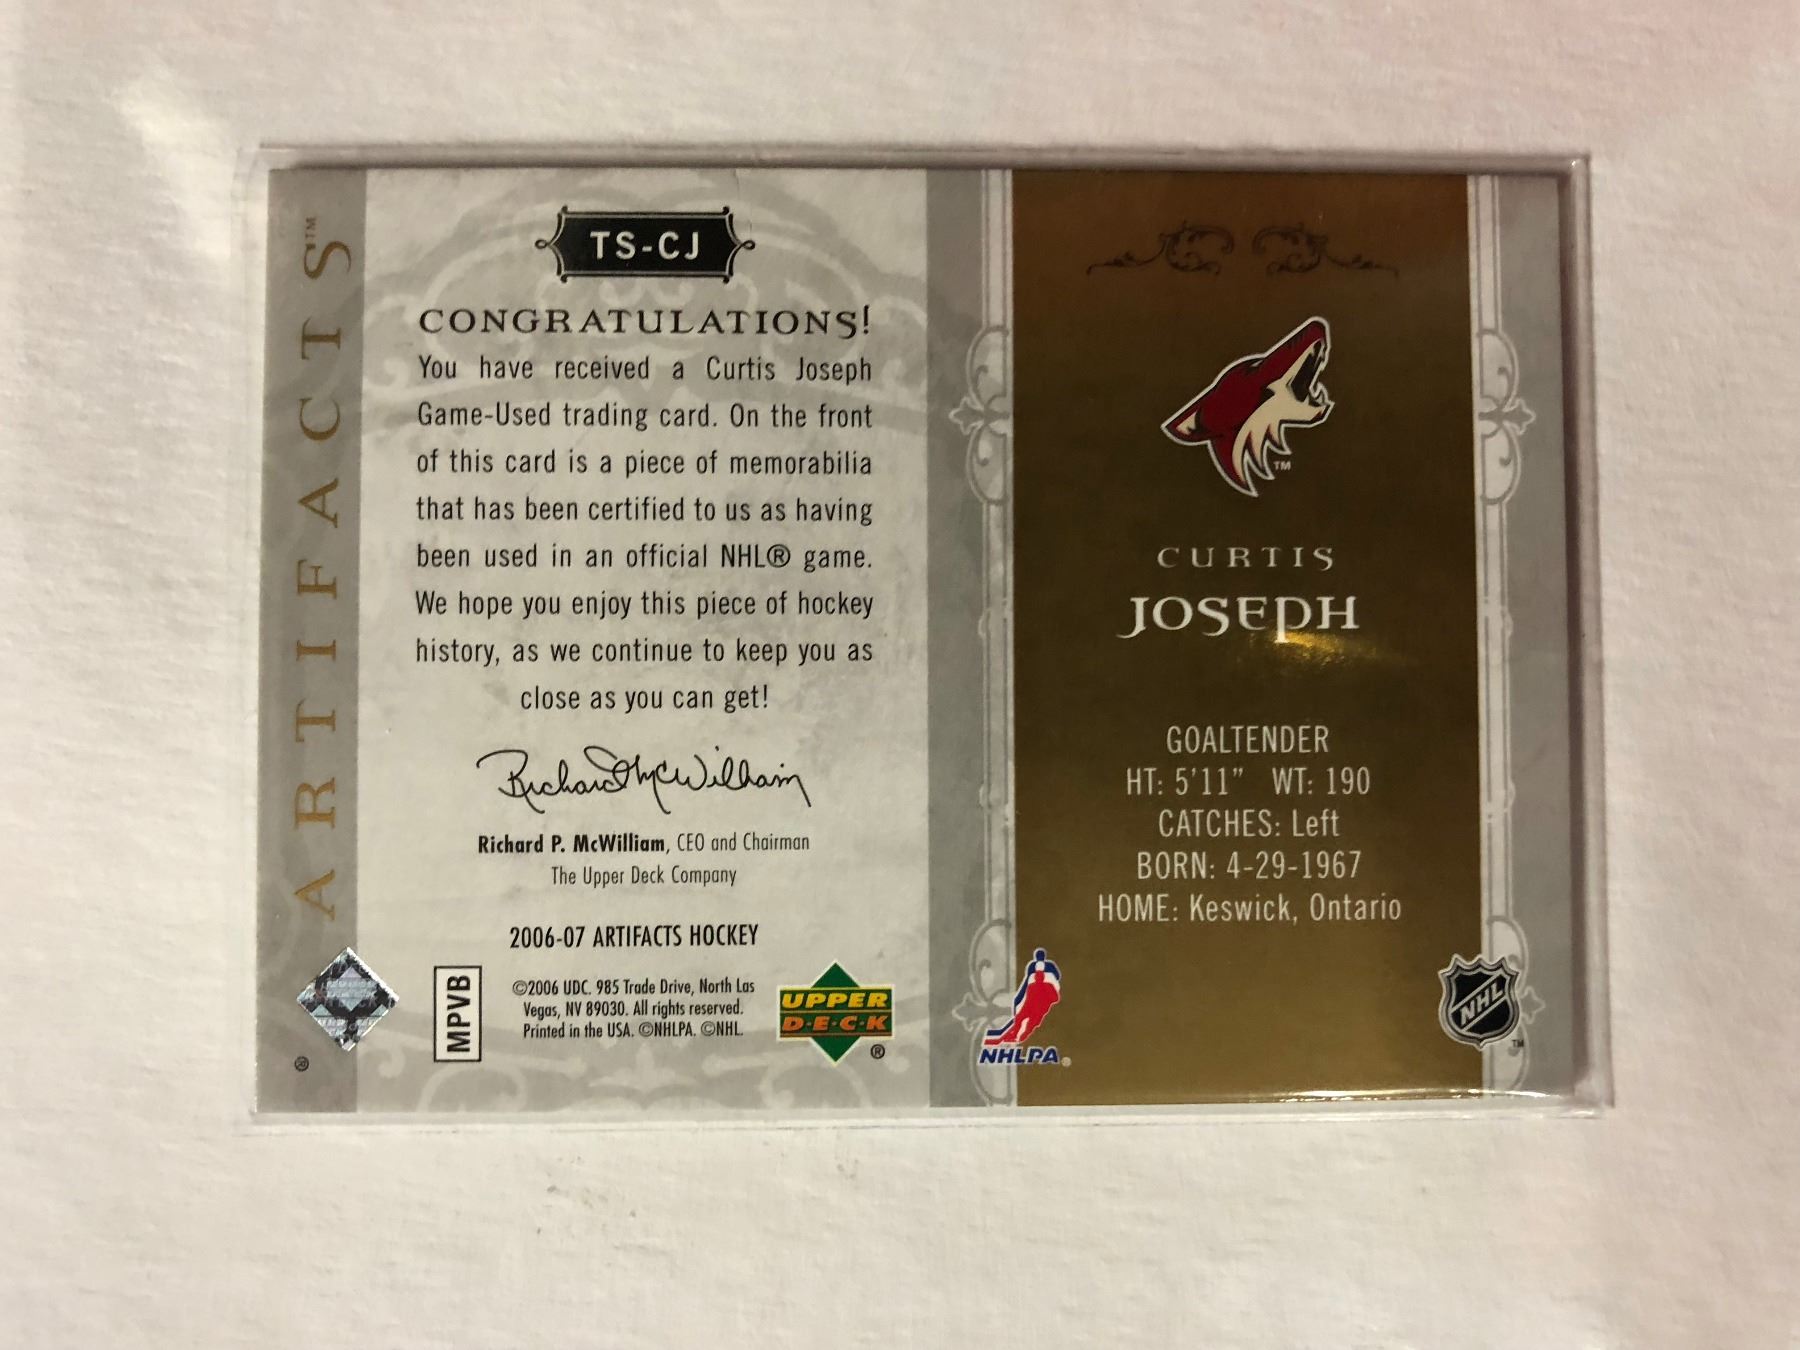 ARTIFACTS™
TS-CJ
CONGRATULATIONS!
You have received a Curtis Joseph
Game-Used trading card. On the front
of this card is a piece of memorabilia
that has been certified to us as having
been used in an official NHL® game.
We hope you enjoy this piece of hockey
history, as we continue to keep you as
close as you can get!
Richard P. McWilliam
Richard P. McWilliam, CEO and Chairman
The Upper Deck Company
2006-07 ARTIFACTS HOCKEY
MPVB
©2006 UDC. 985 Trade Drive, North Las
Vegas, NV 89030. All rights reserved.
Printed in the USA. ©NHLPA. ©NHL.
UPPER
D·E·C·K
®
®
™
CURTIS
JOSEPH
GOALTENDER
HT: 5'11" WT: 190
CATCHES: Left
BORN: 4-29-1967
HOME: Keswick, Ontario
NHLPA®
NHL
™